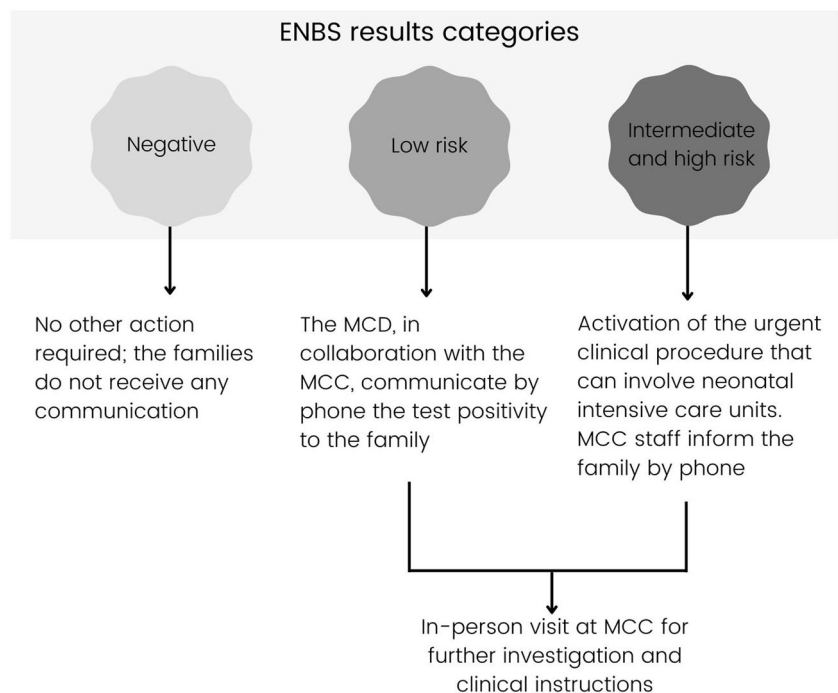 ENBS results categories
Negative
Low risk
Intermediate
and high risk
No other action
required; the families
do not receive any
communication
The MCD, in
collaboration with the
MCC, communicate by
phone the test positivity
to the family
Activation of the urgent
clinical procedure that
can involve neonatal
intensive care units.
MCC staff inform the
family by phone
In-person visit at MCC for
further investigation and
clinical instructions